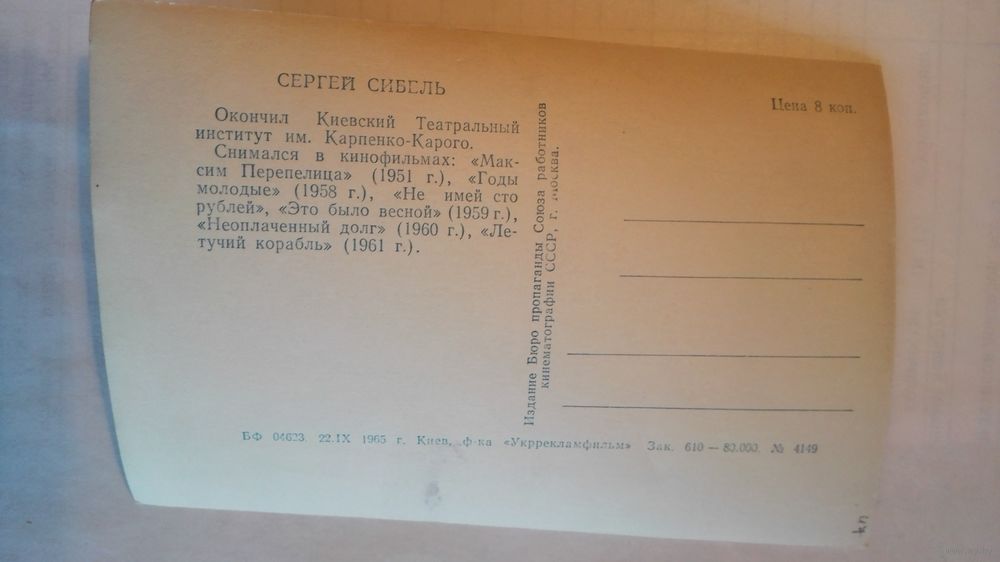 СЕРГЕЙ СИБЕЛЬ
Окончил Киевский Театральный
институт им. Карпенко-Карого.
Снимался в кинофильмах: «Мак-
сим Перепелица» (1951 г.), «Годы
молодые» (1958 г.), «Не имей сто
рублей», «Это было весной» (1959 г.),
«Неоплаченный долг» (1960 г.), «Ле-
тучий корабль» (1961 г.).
Издание Бюро пропаганды Союза работников
кинематографии СССР, г. Москва.
Цена 8 коп.
БФ 04623. 22.IX 1965 г. Киев, ф-ка «Укррекламфильм» Зак. 610 — 80.000. № 4149